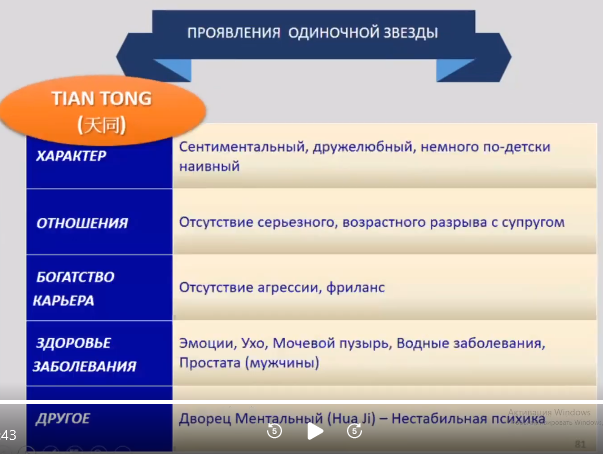 ПРОЯВЛЕНИЯ ОДИНОЧНОЙ ЗВЕЗДЫ
TIAN TONG
(天同)
ХАРАКТЕР
Сентиментальный, дружелюбный, немного по-детски
наивный
ОТНОШЕНИЯ
Отсутствие серьезного, возрастного разрыва с супругом
БОГАТСТВО
КАРЬЕРА
Отсутствие агрессии, фриланс
ЗДОРОВЬЕ
ЗАБОЛЕВАНИЯ
Эмоции, Ухо, Мочевой пузырь, Водные заболевания,
Простата (мужчины)
ДРУГОЕ
Дворец Ментальный (Hua Ji) – Нестабильная психика
Активация Windows
:43
5
5
81